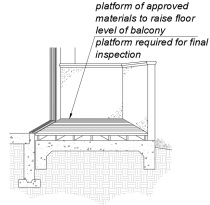 platform of approved
materials to raise floor
level of balcony
platform required for final
inspection